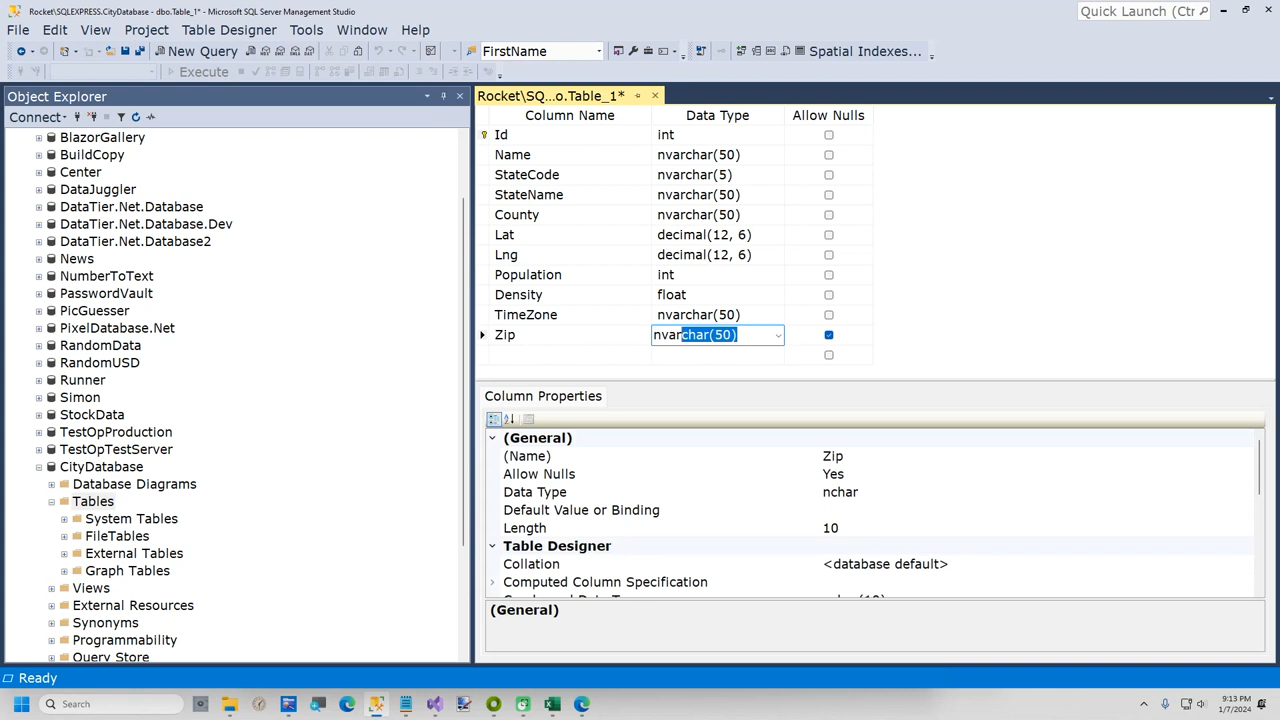 Rocket\SQLEXPRESS.CityDatabase - dbo.Table_1* - Microsoft SQL Server Management Studio
Quick Launch (Ctr
File Edit View Project Table Designer Tools Window Help
New Query
FirstName
Spatial Indexes...
Execute
Object Explorer
Connect
BlazorGallery
BuildCopy
Center
DataJuggler
DataTier.Net.Database
DataTier.Net.Database.Dev
DataTier.Net.Database2
News
NumberToText
PasswordVault
PicGuesser
PixelDatabase.Net
RandomData
RandomUSD
Runner
Simon
StockData
TestOpProduction
TestOpTestServer
CityDatabase
Database Diagrams
Tables
System Tables
FileTables
External Tables
Graph Tables
Views
External Resources
Synonyms
Programmability
Query Store
Rocket\SQ...o.Table_1*
Column Name Data Type Allow Nulls
Id int
Name nvarchar(50)
StateCode nvarchar(5)
StateName nvarchar(50)
County nvarchar(50)
Lat decimal(12, 6)
Lng decimal(12, 6)
Population int
Density float
TimeZone nvarchar(50)
Zip nvarchar(50)
Column Properties
(General)
(Name) Zip
Allow Nulls Yes
Data Type nchar
Default Value or Binding
Length 10
Table Designer
Collation <database default>
Computed Column Specification
(General)
Ready
Search
9:13 PM
1/7/2024